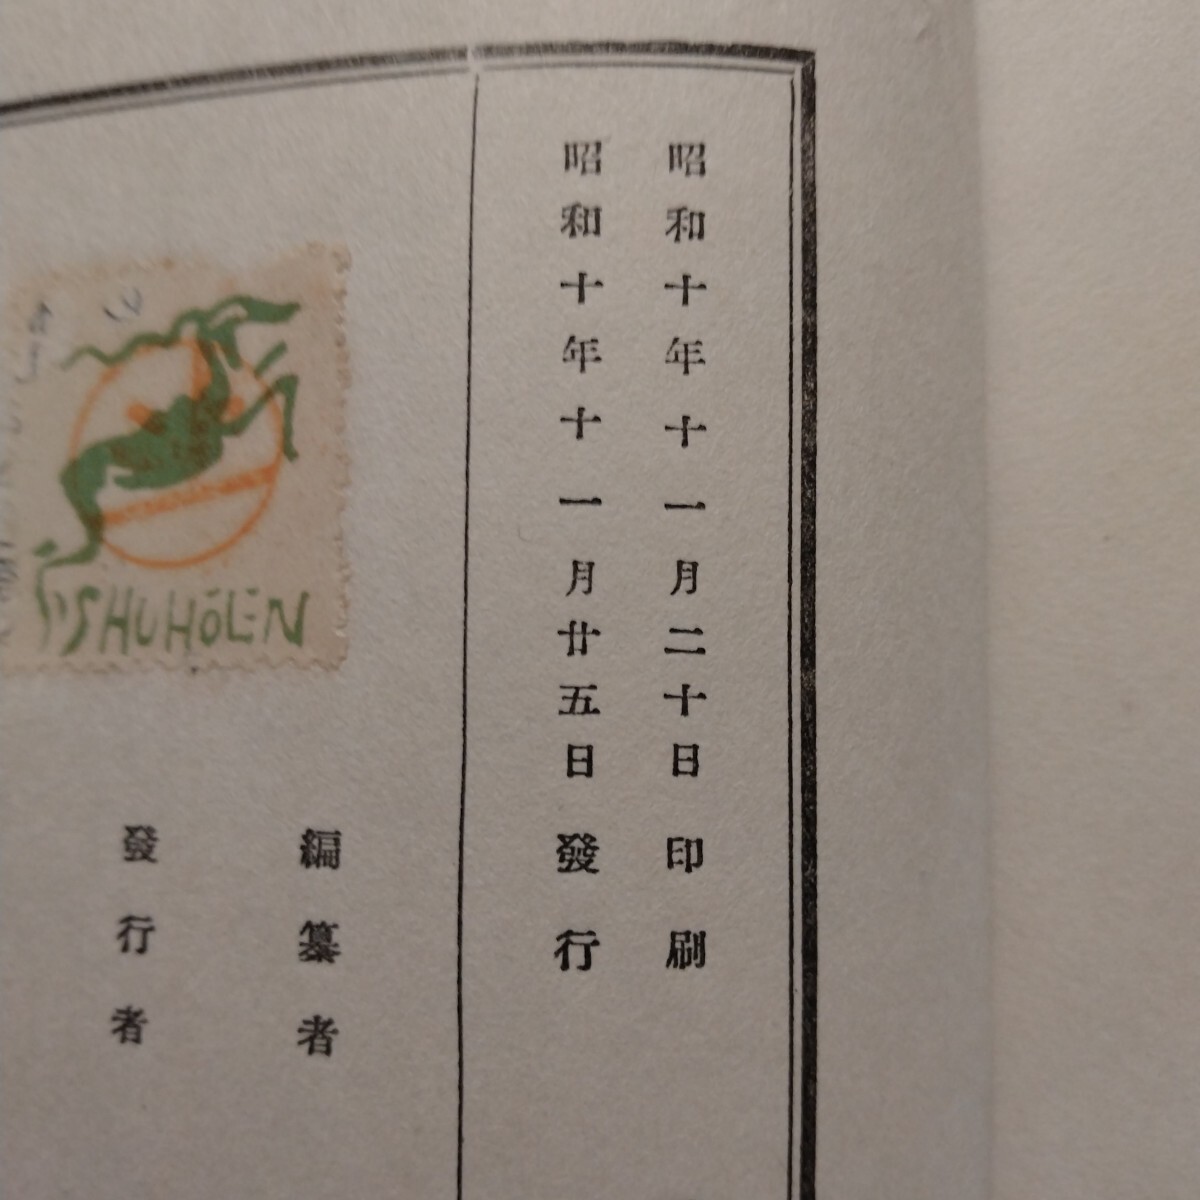 昭和十年十一月二十日印刷
昭和十年十一月廿五日發行
編纂者
發行者
SHUHŌLEN